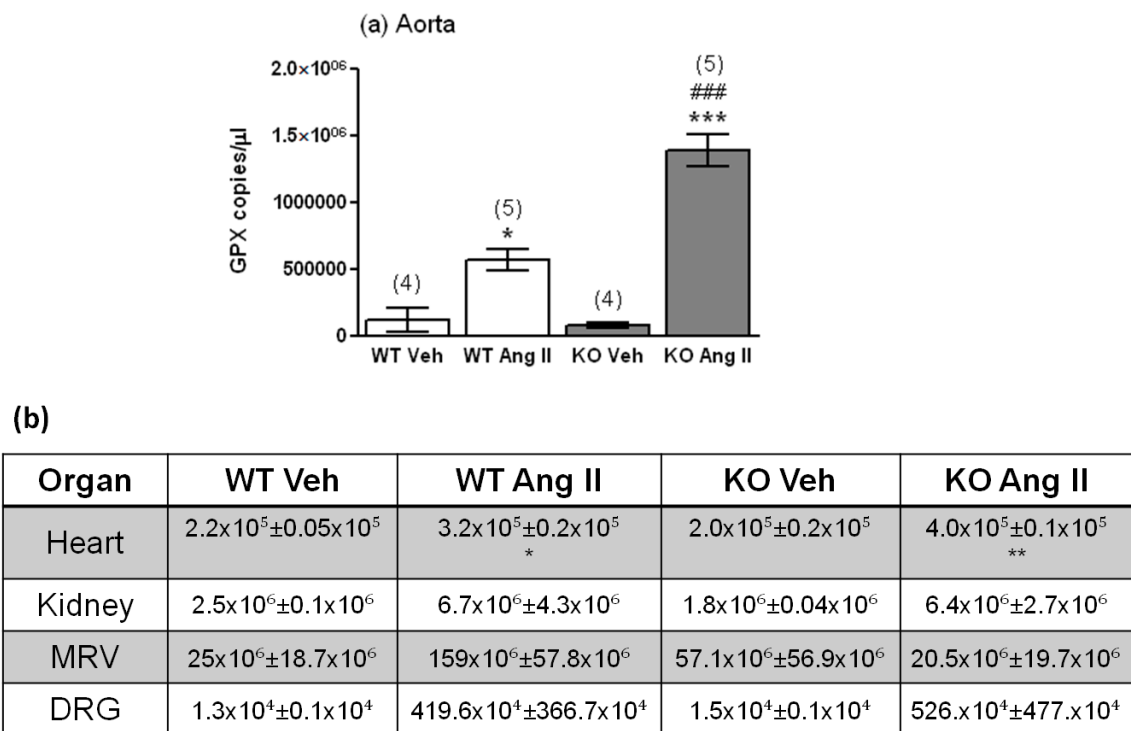 (a) Aorta
GPX copies/µl
2.0×10⁰⁶
1.5×10⁰⁶
1000000
500000
0
(4)
(5)
*
(4)
(5)
###
***
WT Veh WT Ang II KO Veh KO Ang II
(b)
Organ WT Veh WT Ang II KO Veh KO Ang II
Heart 2.2x10⁵±0.05x10⁵ 3.2x10⁵±0.2x10⁵ 2.0x10⁵±0.2x10⁵ 4.0x10⁵±0.1x10⁵
* **
Kidney 2.5x10⁶±0.1x10⁶ 6.7x10⁶±4.3x10⁶ 1.8x10⁶±0.04x10⁶ 6.4x10⁶±2.7x10⁶
MRV 25x10⁶±18.7x10⁶ 159x10⁶±57.8x10⁶ 57.1x10⁶±56.9x10⁶ 20.5x10⁶±19.7x10⁶
DRG 1.3x10⁴±0.1x10⁴ 419.6x10⁴±366.7x10⁴ 1.5x10⁴±0.1x10⁴ 526.x10⁴±477.x10⁴